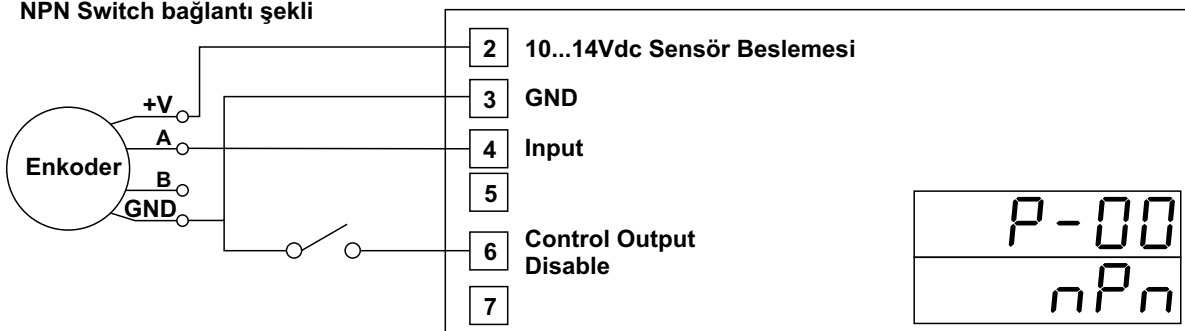 NPN Switch bağlantı şekli
2 10...14Vdc Sensör Beslemesi
+V
3 GND
A
4 Input
Enkoder
B
5
GND
6 Control Output
Disable
7
P-00
nPn